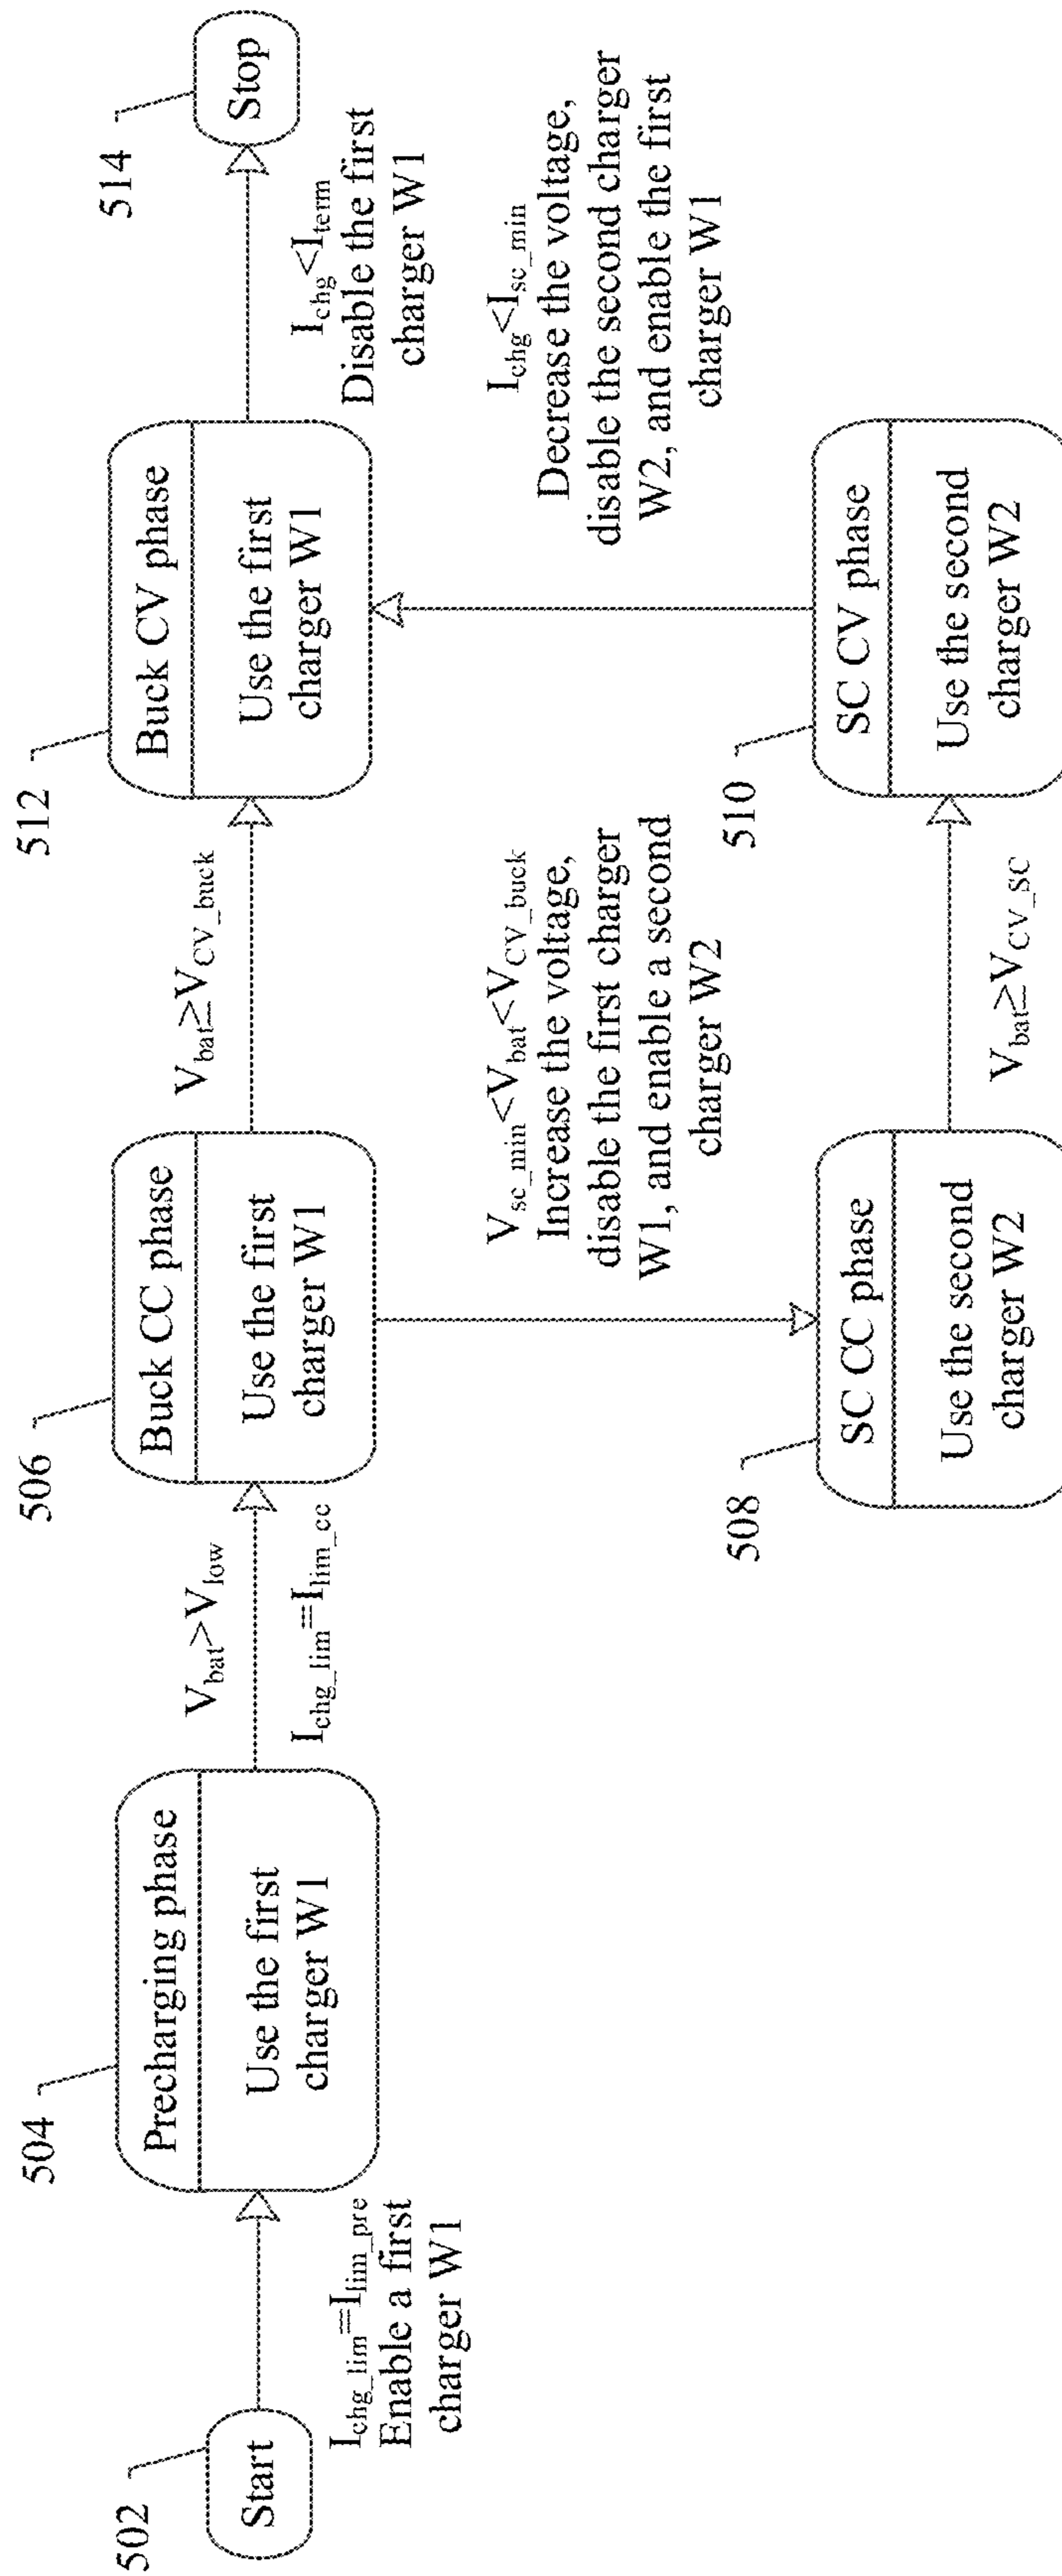 502
Start
I_chg_lim=I_lim_pre
Enable a first
charger W1
504
Precharging phase
Use the first
charger W1
V_bat>V_low
I_chg_lim=I_lim_cc
506
Buck CC phase
Use the first
charger W1
V_bat≥V_CV_buck
512
Buck CV phase
Use the first
charger W1
I_chg<I_term
Disable the first
charger W1
514
Stop
V_sc_min<V_bat<V_CV_buck
Increase the voltage,
disable the first charger
W1, and enable a second
charger W2
508
SC CC phase
Use the second
charger W2
V_bat≥V_CV_SC
510
SC CV phase
Use the second
charger W2
I_chg<I_sc_min
Decrease the voltage,
disable the second charger
W2, and enable the first
charger W1